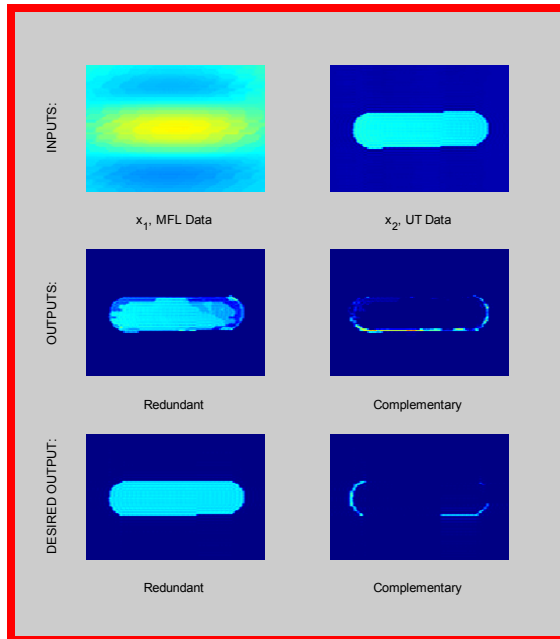 INPUTS:
x1, MFL Data
x2, UT Data
OUTPUTS:
Redundant
Complementary
DESIRED OUTPUT:
Redundant
Complementary